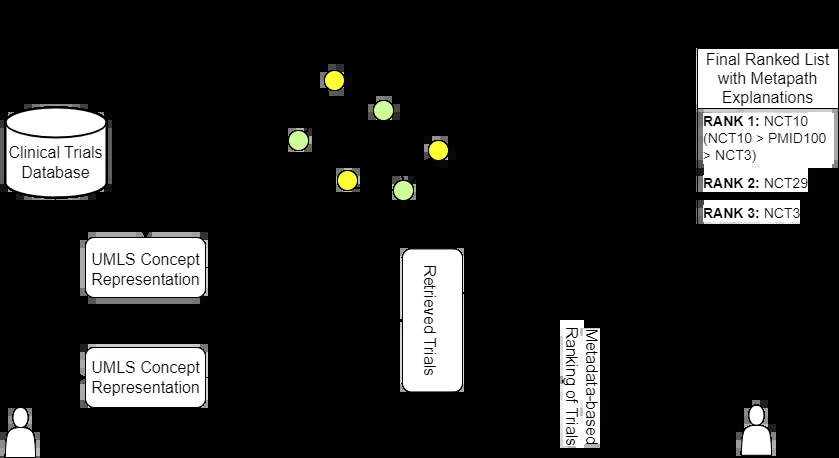 Clinical Trials
Database
UMLS Concept
Representation
UMLS Concept
Representation
Retrieved Trials
Metadata-based
Ranking of Trials
Final Ranked List
with Metapath
Explanations
RANK 1: NCT10
(NCT10 > PMID100
> NCT3)
RANK 2: NCT29
RANK 3: NCT3